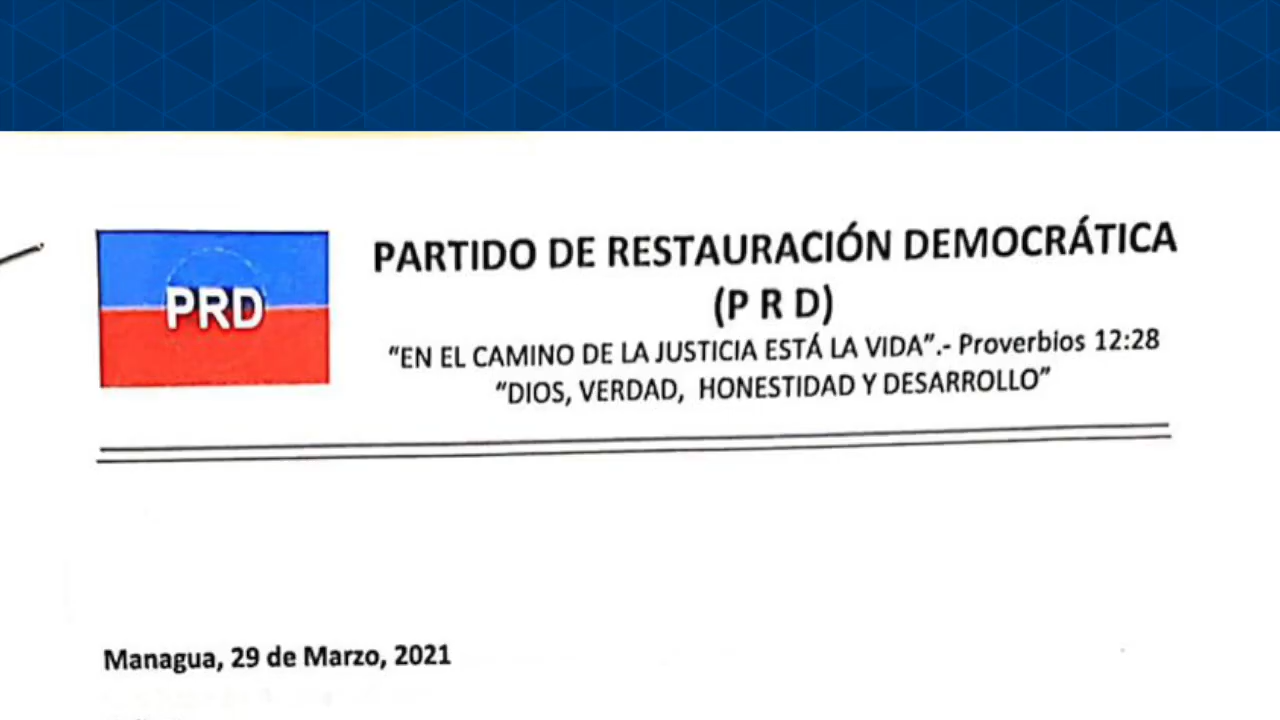 PRD
PARTIDO DE RESTAURACIÓN DEMOCRÁTICA
(P R D)
“EN EL CAMINO DE LA JUSTICIA ESTÁ LA VIDA”.- Proverbios 12:28
“DIOS, VERDAD, HONESTIDAD Y DESARROLLO”
Managua, 29 de Marzo, 2021